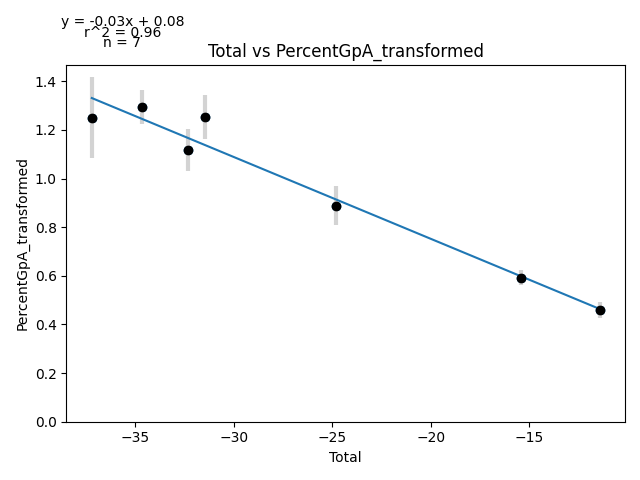 y = -0.03x + 0.08
r^2 = 0.96
n = 7
Total vs PercentGpA_transformed
PercentGpA_transformed
1.4
1.2
1.0
0.8
0.6
0.4
0.2
0.0
−35 −30 −25 −20 −15
Total